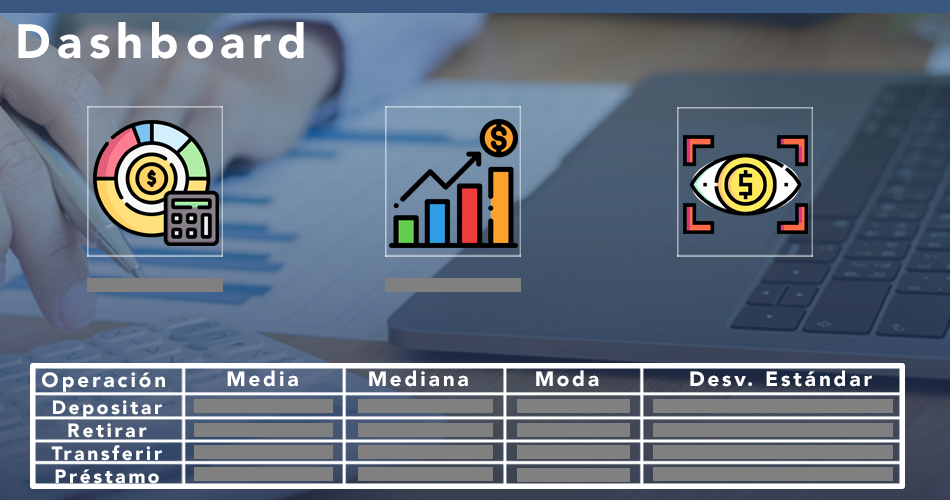 Dashboard
Operación Media Mediana Moda Desv. Estándar
Depositar
Retirar
Transferir
Préstamo